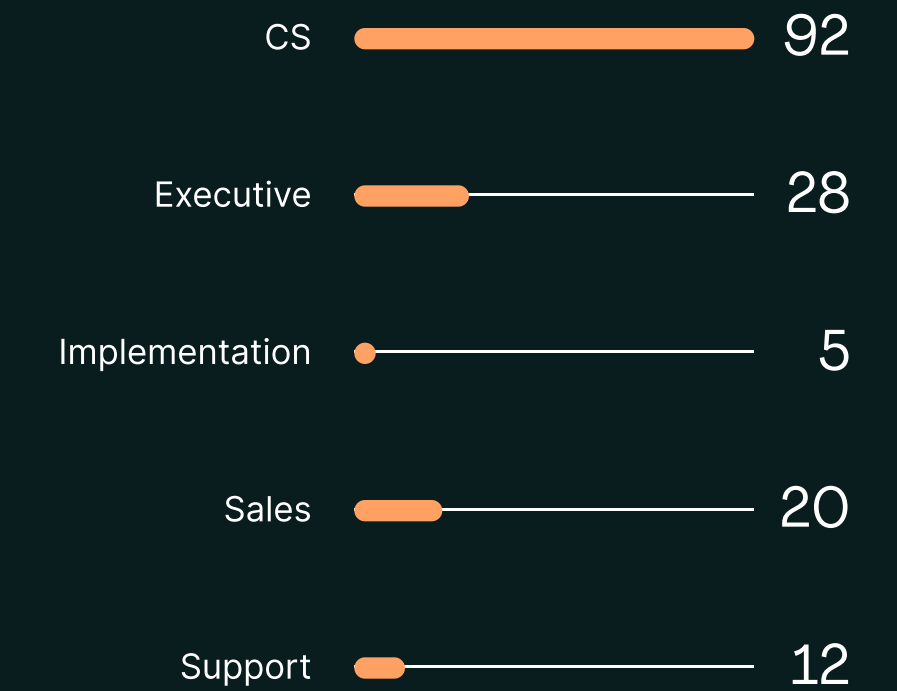 CS 92
Executive 28
Implementation 5
Sales 20
Support 12